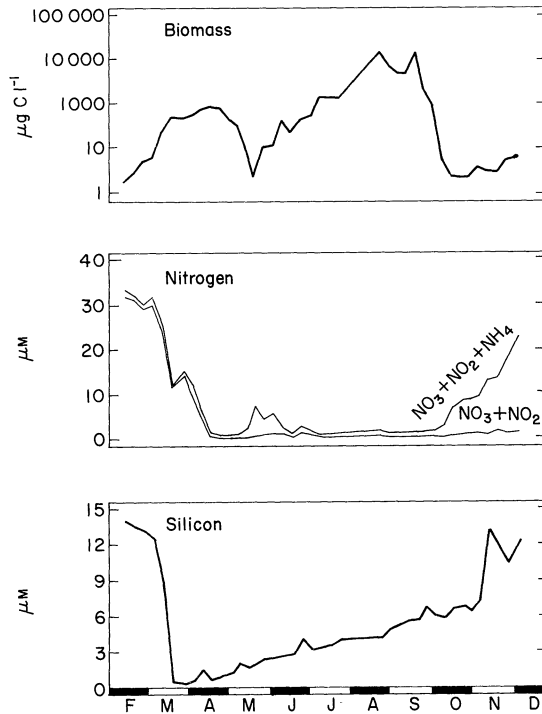 100 000
Biomass
10 000
1000
10
1
µg C l⁻¹
40
Nitrogen
30
20
10
0
µM
NO₃+NO₂+NH₄
NO₃+NO₂
15
Silicon
12
9
6
3
0
µM
F M A M J J A S O N D